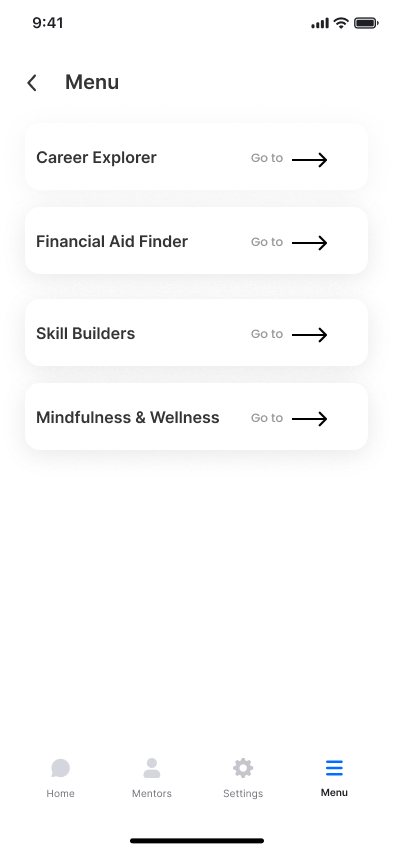 9:41
Menu
Career Explorer Go to
Financial Aid Finder Go to
Skill Builders Go to
Mindfulness & Wellness Go to
Home Mentors Settings Menu